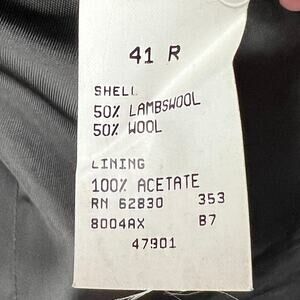 41 R
SHELL
50% LAMBSWOOL
50% WOOL
LINING
100% ACETATE
RN 62830 353
8004AX B7
47901